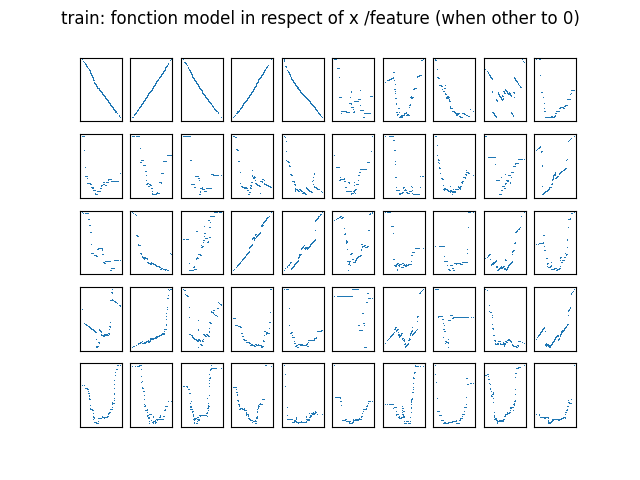 train: fonction model in respect of x /feature (when other to 0)